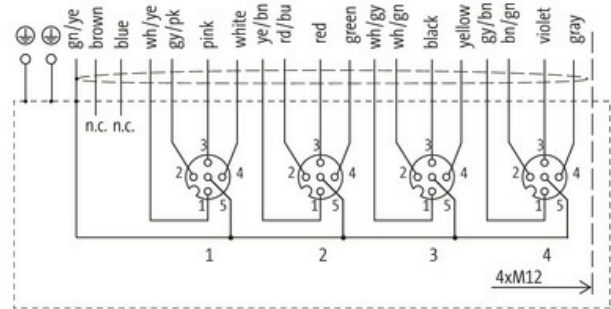 gn/ye brown blue wh/ye gy/pk pink white ye/bn rd/bu red green wh/gy wh/gn black yellow gy/bn bn/gn violet gray
n.c. n.c.
3 3 3 3
2 4 2 4 2 4 2 4
1 5 1 5 1 5 1 5
1 2 3 4
4xM12